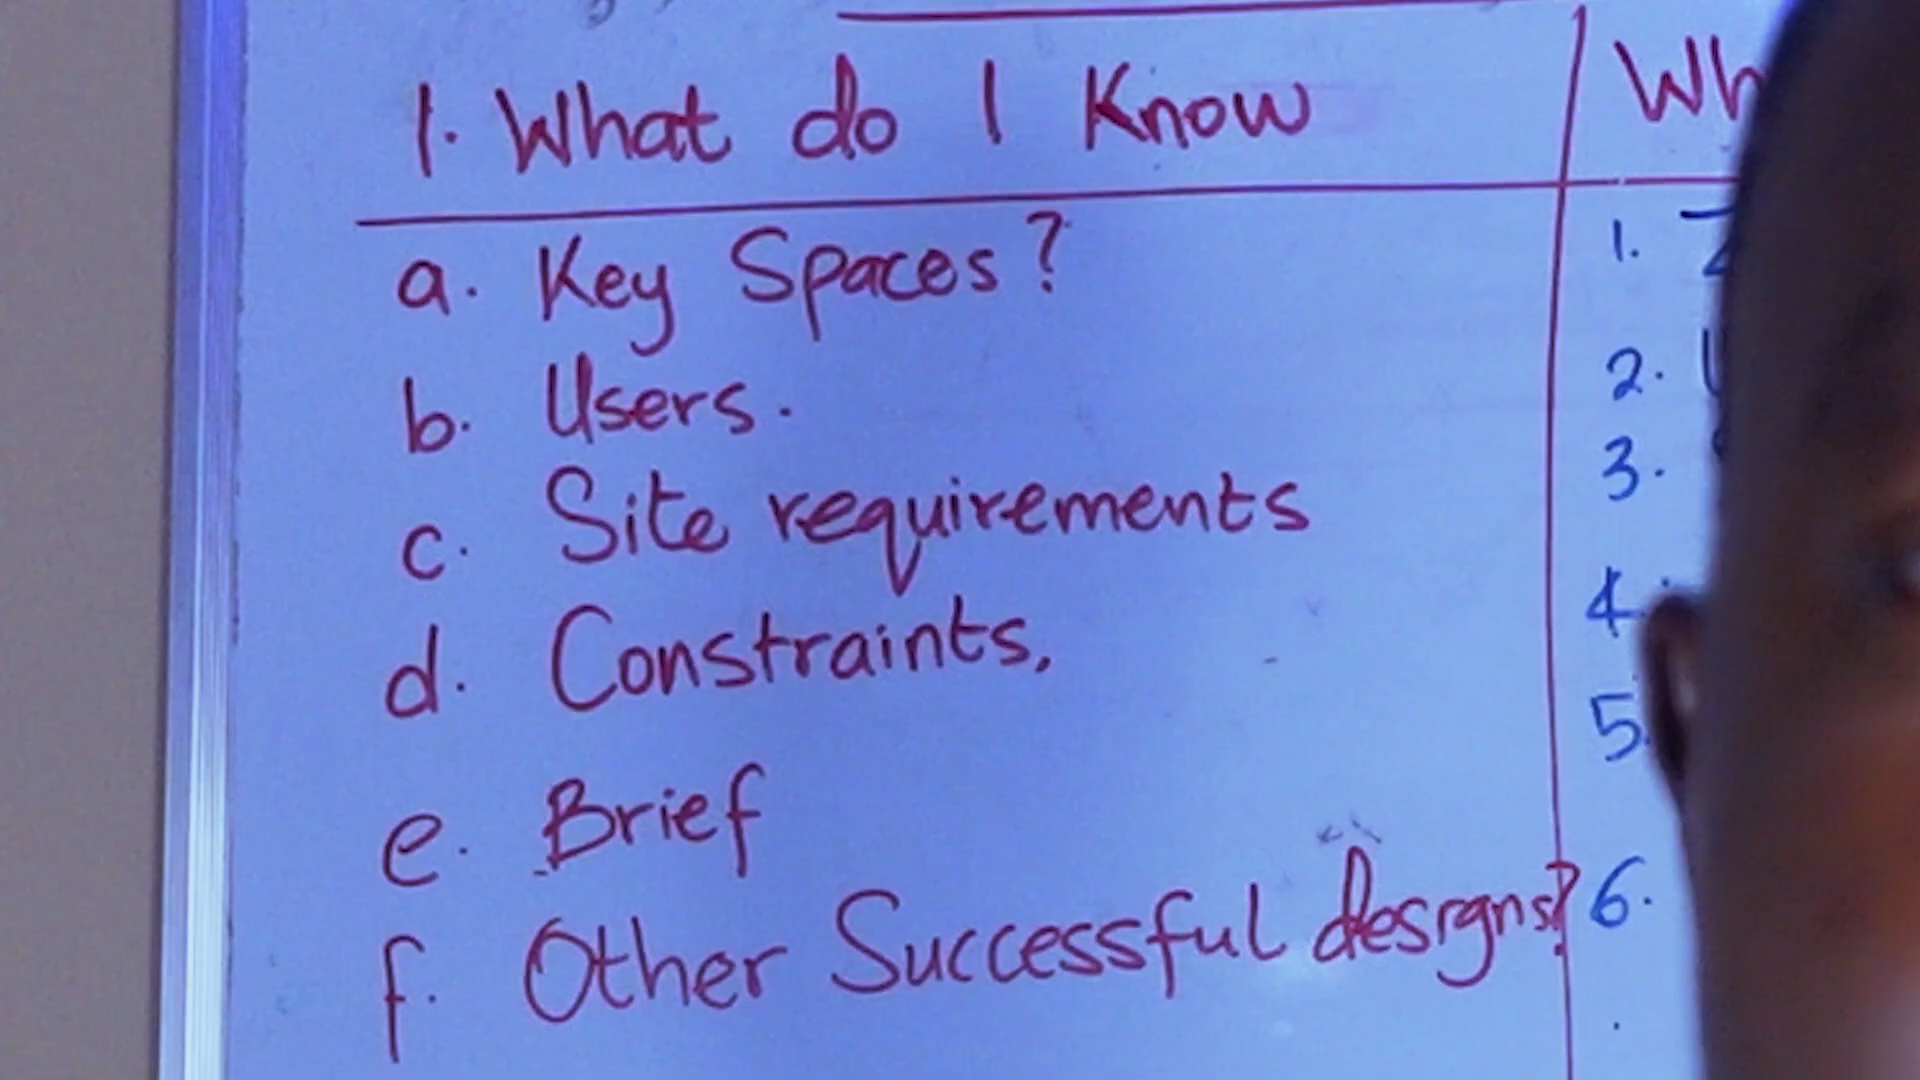 1. What do I Know
a. Key Spaces?
b. Users.
c. Site requirements
d. Constraints,
e. Brief
f. Other Successful designs?
1.
2.
3.
4.
5.
6.